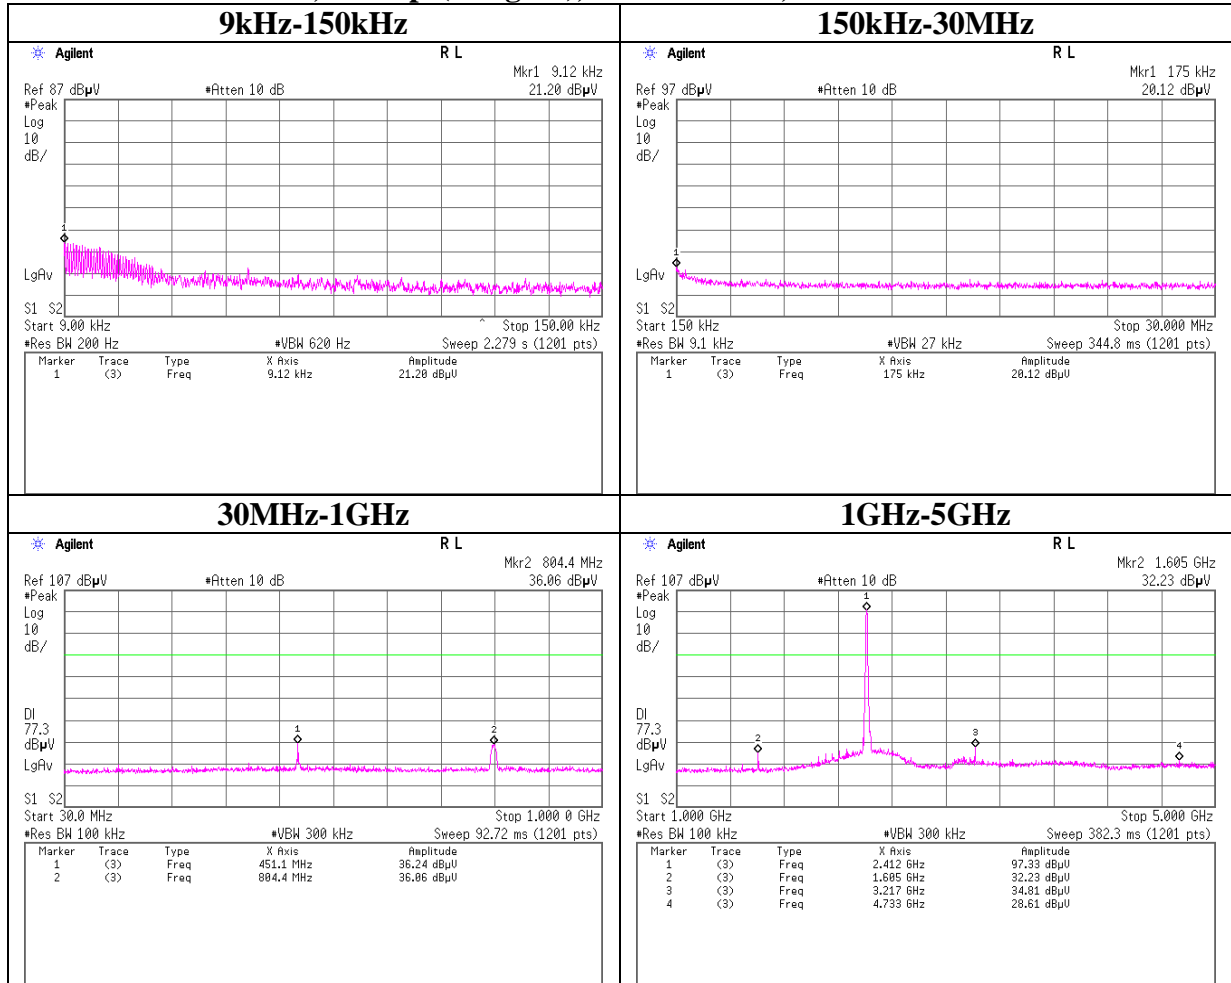 9kHz-150kHz
Agilent R L
Mkr1 9.12 kHz
Ref 87 dBµV #Atten 10 dB 21.20 dBµV
#Peak
Log
10
dB/
1
LgAv
S1 S2
Start 9.00 kHz ^ Stop 150.00 kHz
#Res BW 200 Hz #VBW 620 Hz Sweep 2.279 s (1201 pts)
Marker Trace Type X Axis Amplitude
1 (3) Freq 9.12 kHz 21.20 dBµV
150kHz-30MHz
Agilent R L
Mkr1 175 kHz
Ref 97 dBµV #Atten 10 dB 20.12 dBµV
#Peak
Log
10
dB/
1
LgAv
S1 S2
Start 150 kHz Stop 30.000 MHz
#Res BW 9.1 kHz #VBW 27 kHz Sweep 344.8 ms (1201 pts)
Marker Trace Type X Axis Amplitude
1 (3) Freq 175 kHz 20.12 dBµV
30MHz-1GHz
Agilent R L
Mkr2 804.4 MHz
Ref 107 dBµV #Atten 10 dB 36.06 dBµV
#Peak
Log
10
dB/
DI
77.3
dBµV
1 2
LgAv
S1 S2
Start 30.0 MHz Stop 1.000 0 GHz
#Res BW 100 kHz #VBW 300 kHz Sweep 92.72 ms (1201 pts)
Marker Trace Type X Axis Amplitude
1 (3) Freq 451.1 MHz 36.24 dBµV
2 (3) Freq 804.4 MHz 36.06 dBµV
1GHz-5GHz
Agilent R L
Mkr2 1.605 GHz
Ref 107 dBµV #Atten 10 dB 32.23 dBµV
#Peak
1
Log
10
dB/
DI
77.3
dBµV
2 3 4
LgAv
S1 S2
Start 1.000 GHz Stop 5.000 GHz
#Res BW 100 kHz #VBW 300 kHz Sweep 382.3 ms (1201 pts)
Marker Trace Type X Axis Amplitude
1 (3) Freq 2.412 GHz 97.33 dBµV
2 (3) Freq 1.605 GHz 32.23 dBµV
3 (3) Freq 3.217 GHz 34.81 dBµV
4 (3) Freq 4.733 GHz 28.61 dBµV